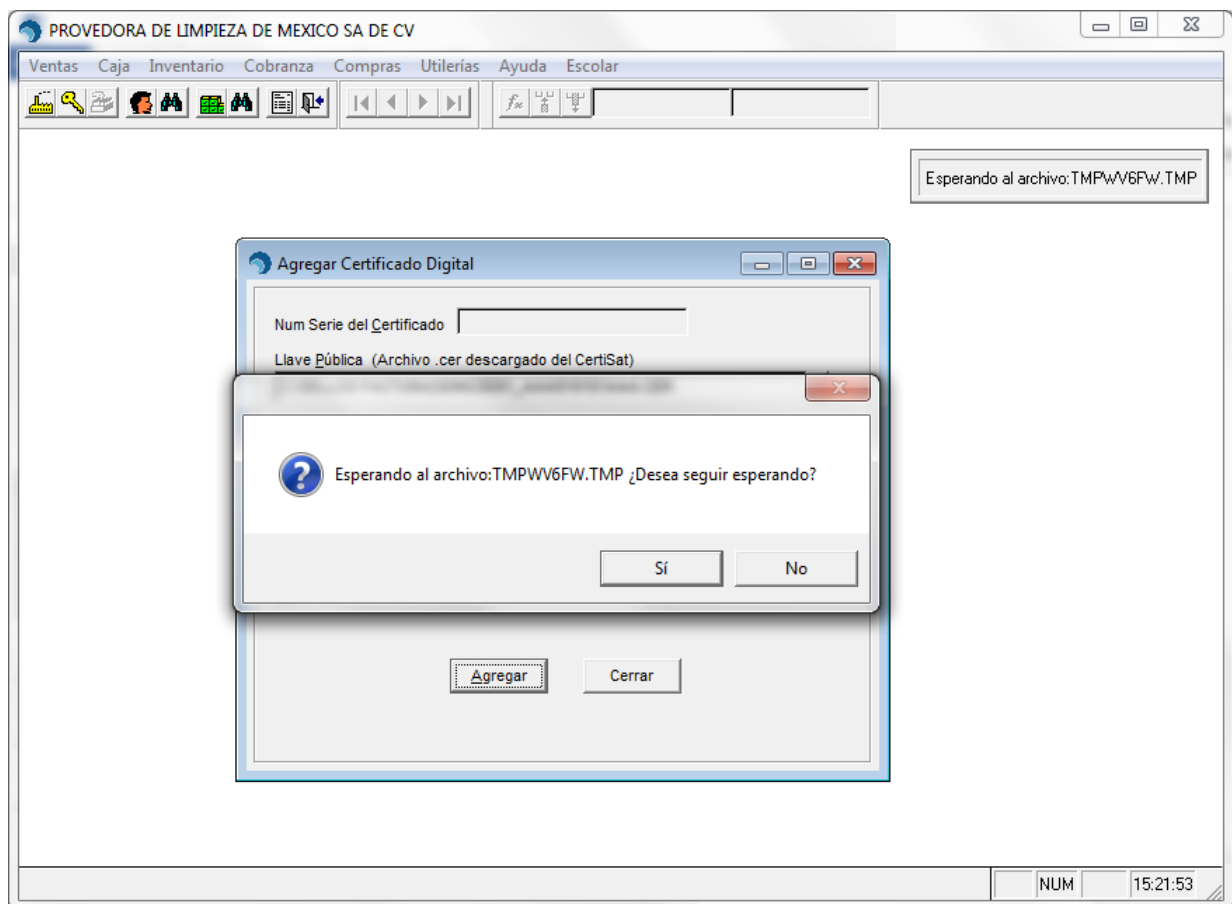 PROVEDORA DE LIMPIEZA DE MEXICO SA DE CV
Ventas Caja Inventario Cobranza Compras Utilerías Ayuda Escolar
Esperando al archivo:TMPWV6FW.TMP
Agregar Certificado Digital
Num Serie del Certificado
Llave Pública (Archivo .cer descargado del CertiSat)
Esperando al archivo:TMPWV6FW.TMP ¿Desea seguir esperando?
Sí No
Agregar Cerrar
NUM 15:21:53